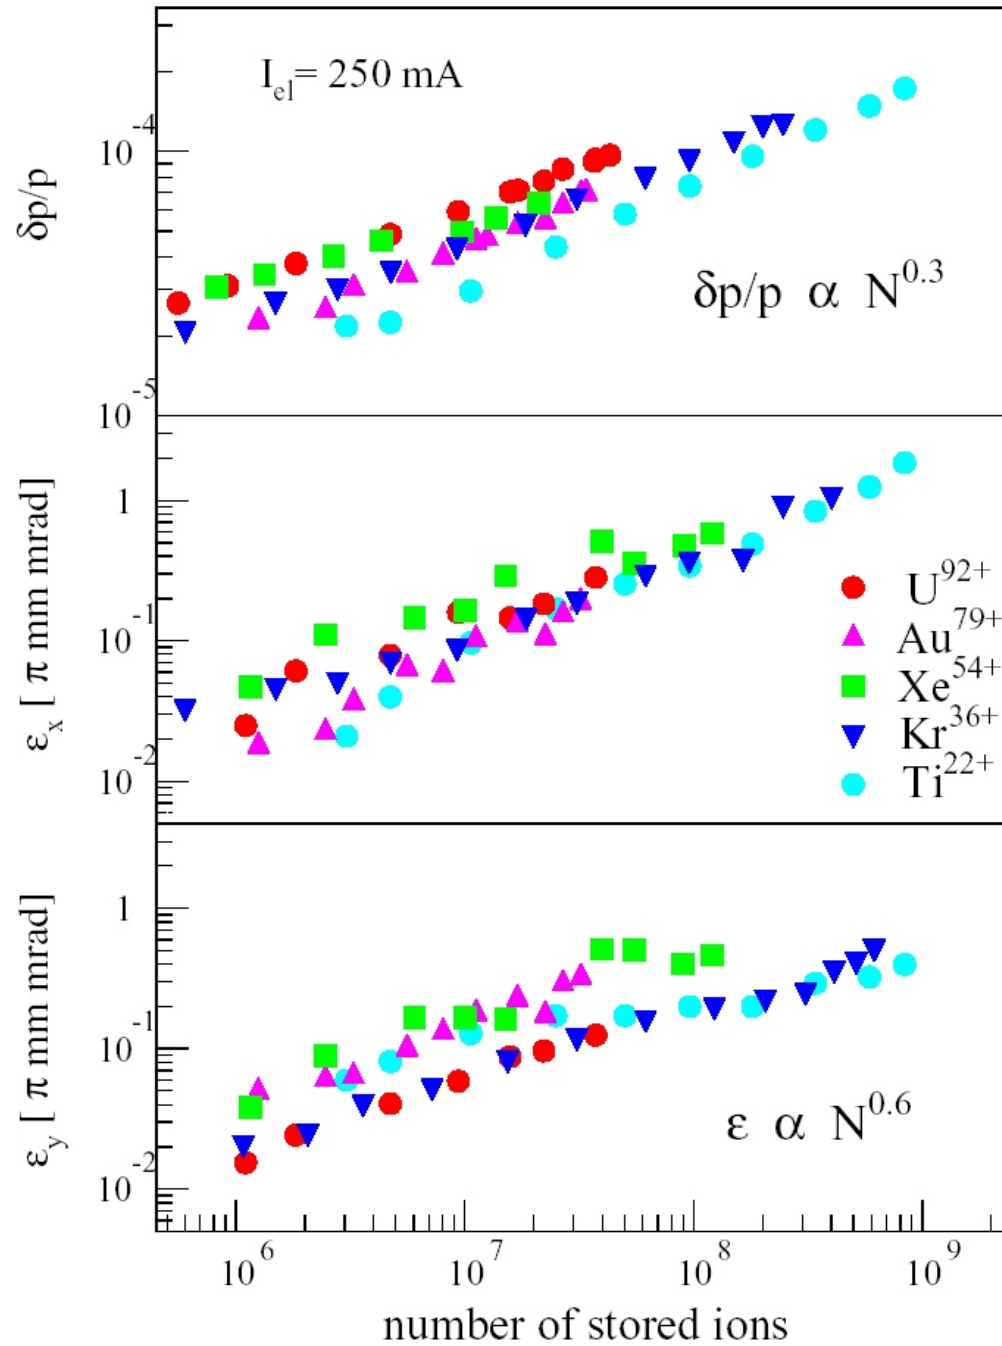 I_el= 250 mA
10^-4
δp/p
δp/p α N^0.3
10^-5
1
10^-1
10^-2
ε_x [ π mm mrad]
U^92+
Au^79+
Xe^54+
Kr^36+
Ti^22+
1
10^-1
10^-2
ε_y [ π mm mrad]
ε α N^0.6
10^6 10^7 10^8 10^9
number of stored ions